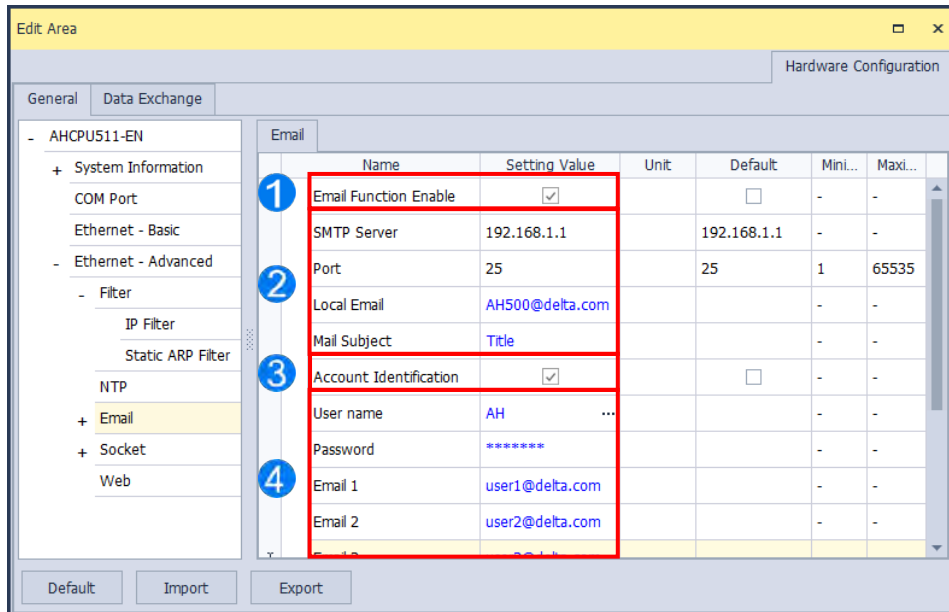 Edit Area
Hardware Configuration
General Data Exchange
- AHCPU511-EN
+ System Information
COM Port
Ethernet - Basic
- Ethernet - Advanced
- Filter
IP Filter
Static ARP Filter
NTP
+ Email
+ Socket
Web
Email
Name Setting Value Unit Default Mini... Maxi...
1 Email Function Enable - -
SMTP Server 192.168.1.1 192.168.1.1 - -
2 Port 25 25 1 65535
Local Email AH500@delta.com - -
Mail Subject Title - -
3 Account Identification - -
User name AH ... - -
Password ******* - -
4 Email 1 user1@delta.com - -
Email 2 user2@delta.com - -
Default Import Export